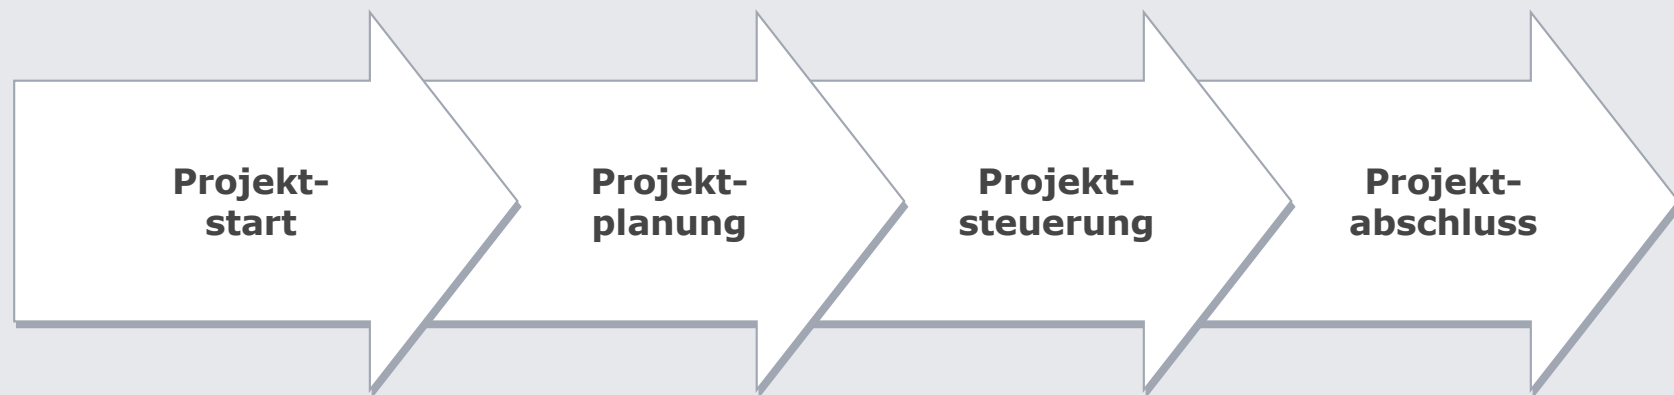 Projekt-
start
Projekt-
planung
Projekt-
steuerung
Projekt-
abschluss